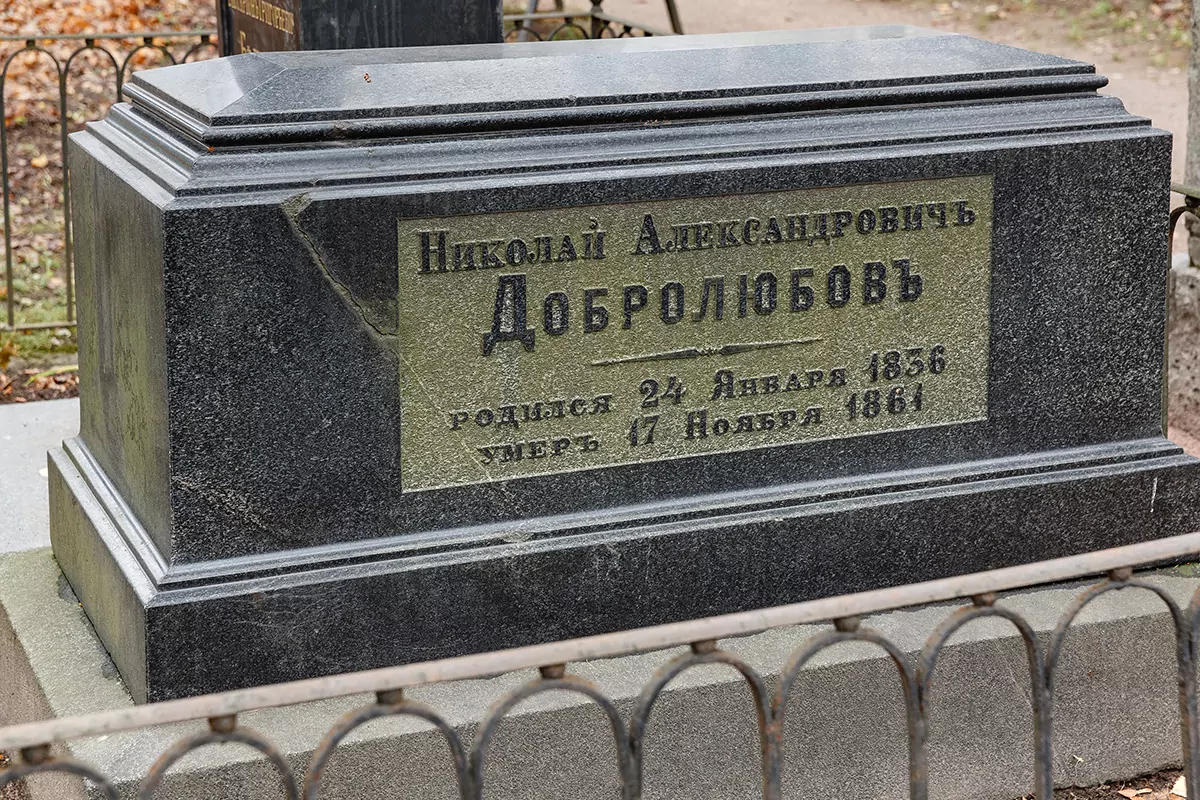 Николай Александровичъ
Добролюбовъ
родился 24 Января 1836
умеръ 17 Ноября 1861